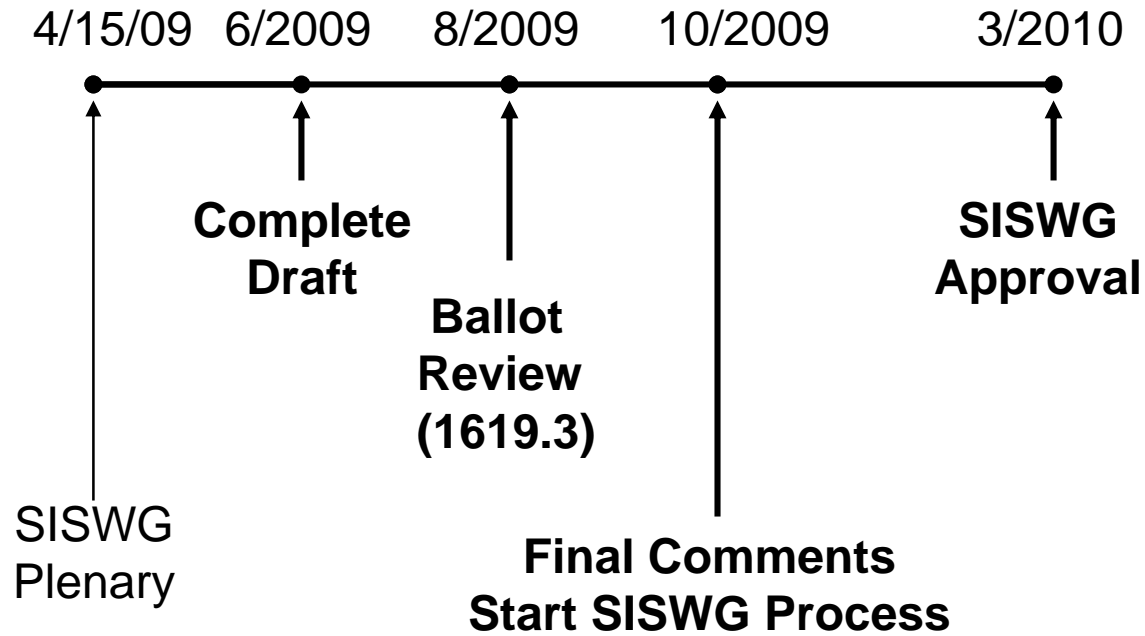 4/15/09 6/2009 8/2009 10/2009 3/2010
Complete
Draft
SISWG
Approval
Ballot
Review
(1619.3)
SISWG
Plenary
Final Comments
Start SISWG Process